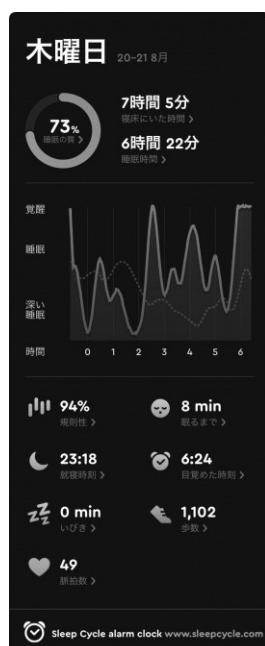 木曜日 20-21 8月
73%
睡眠の質 >
7時間 5分
寝床にいた時間 >
6時間 22分
睡眠時間 >
覚醒
睡眠
深い
睡眠
時間 0 1 2 3 4 5 6
94%
規則性 >
8 min
眠るまで >
23:18
就寝時刻 >
6:24
目覚めた時刻 >
0 min
いびき >
1,102
歩数 >
49
脈拍数 >
Sleep Cycle alarm clock www.sleepcycle.com